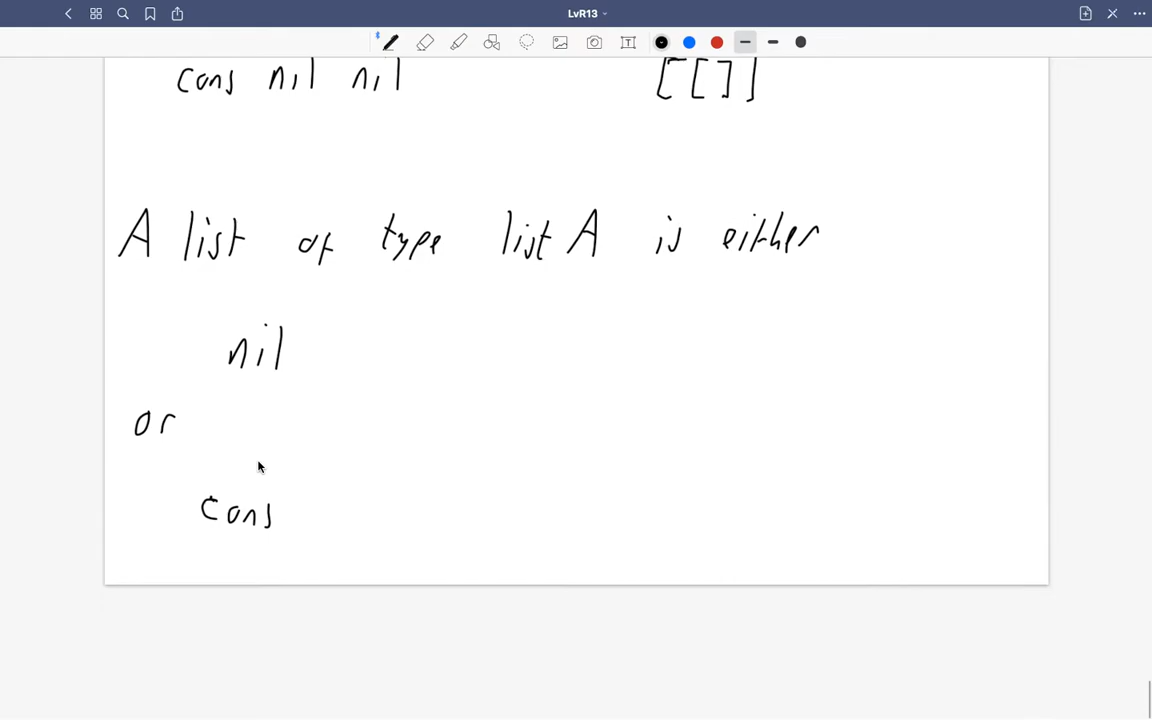 LvR13
cons nil nil [[]]
A list of type list A is either
nil
or
cons